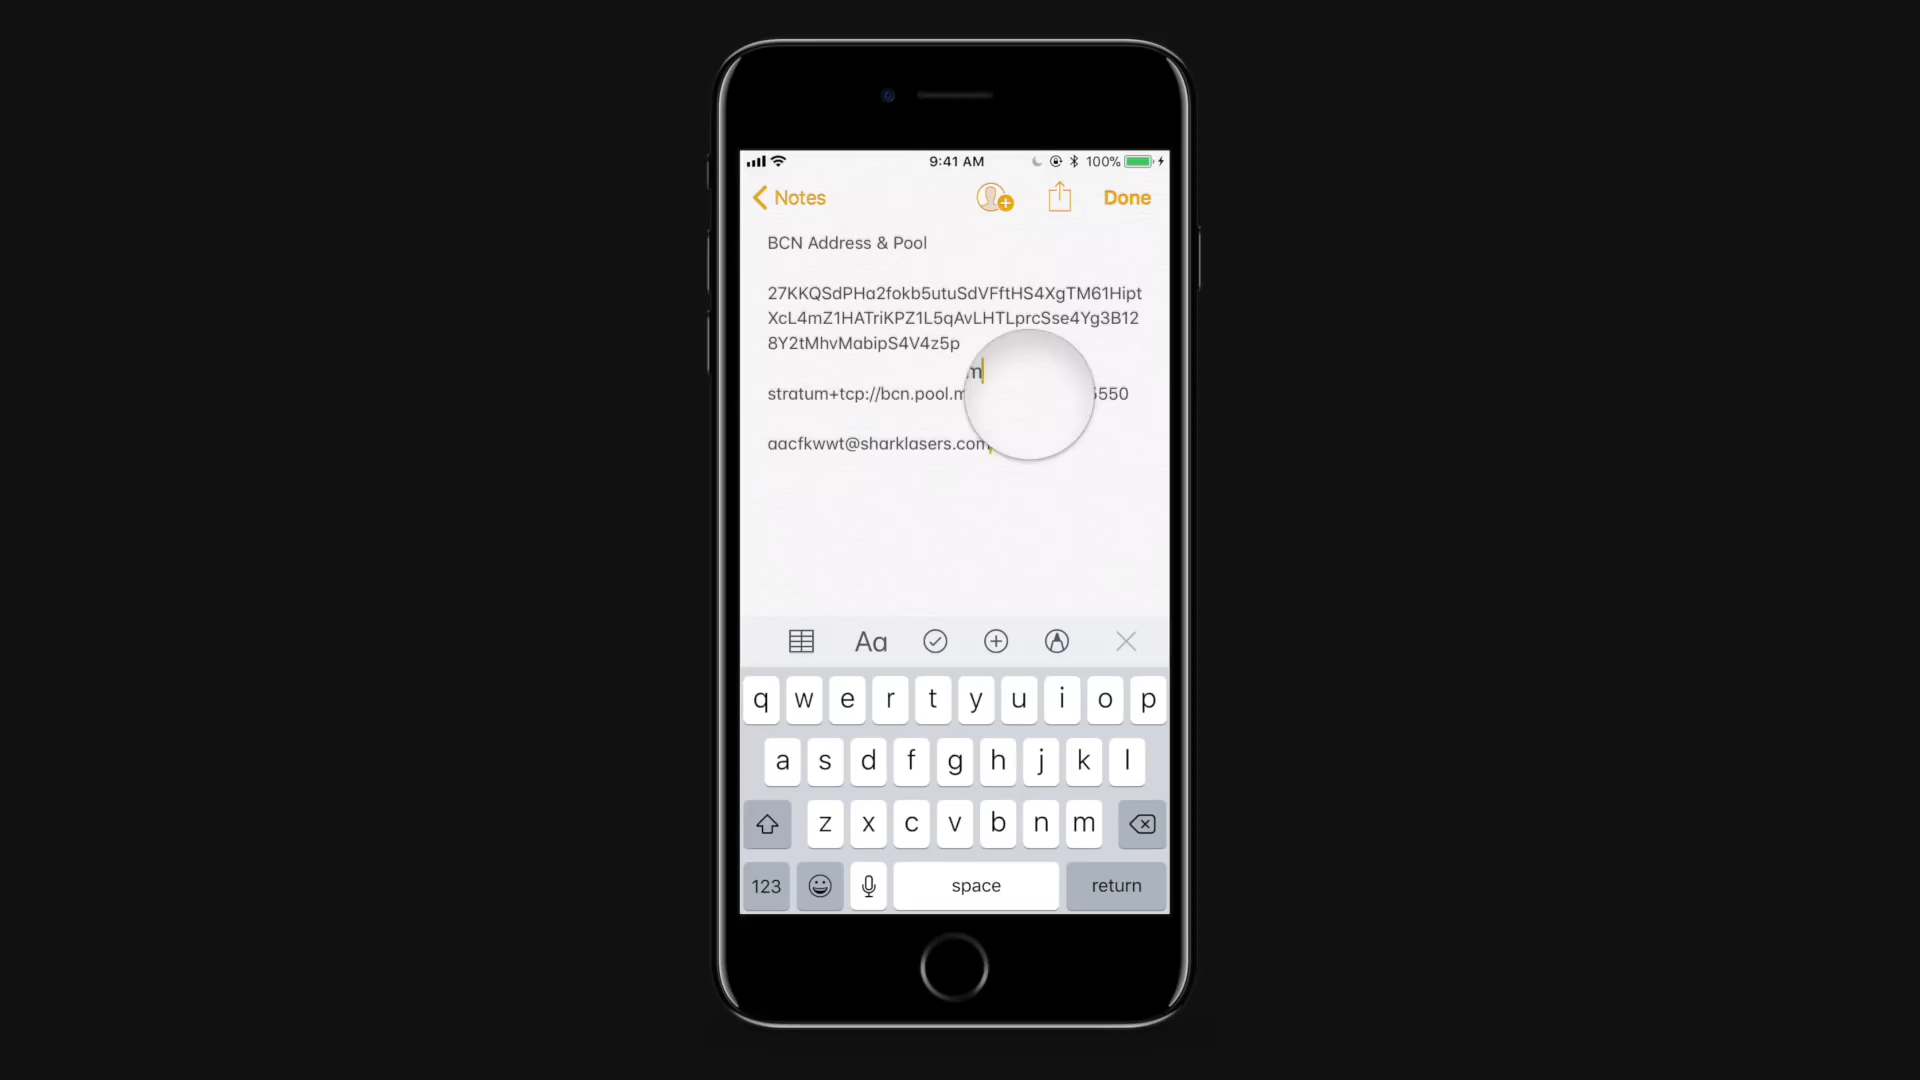 9:41 AM
100%
Notes
Done
BCN Address & Pool
27KKQSdPHa2fokb5utuSdVFftHS4XgTM61Hipt
XcL4mZ1HATriKPZ1L5qAvLHTLprcSse4Yg3B12
8Y2tMhvMabipS4V4z5p
m
stratum+tcp://bcn.pool.m 5550
aacfkwwt@sharklasers.com
Aa
q w e r t y u i o p
a s d f g h j k l
z x c v b n m
123 space return